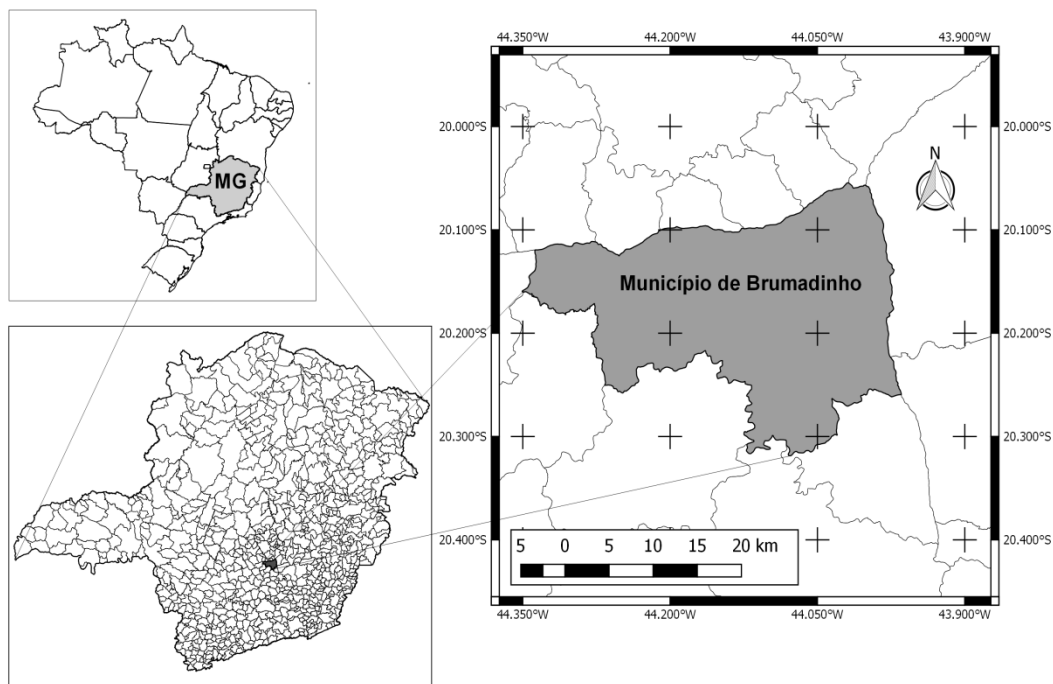 MG
44.350°W 44.200°W 44.050°W 43.900°W
N
20.000°S 20.000°S
20.100°S 20.100°S
Município de Brumadinho
20.200°S 20.200°S
20.300°S 20.300°S
20.400°S 20.400°S
5 0 5 10 15 20 km
44.350°W 44.200°W 44.050°W 43.900°W